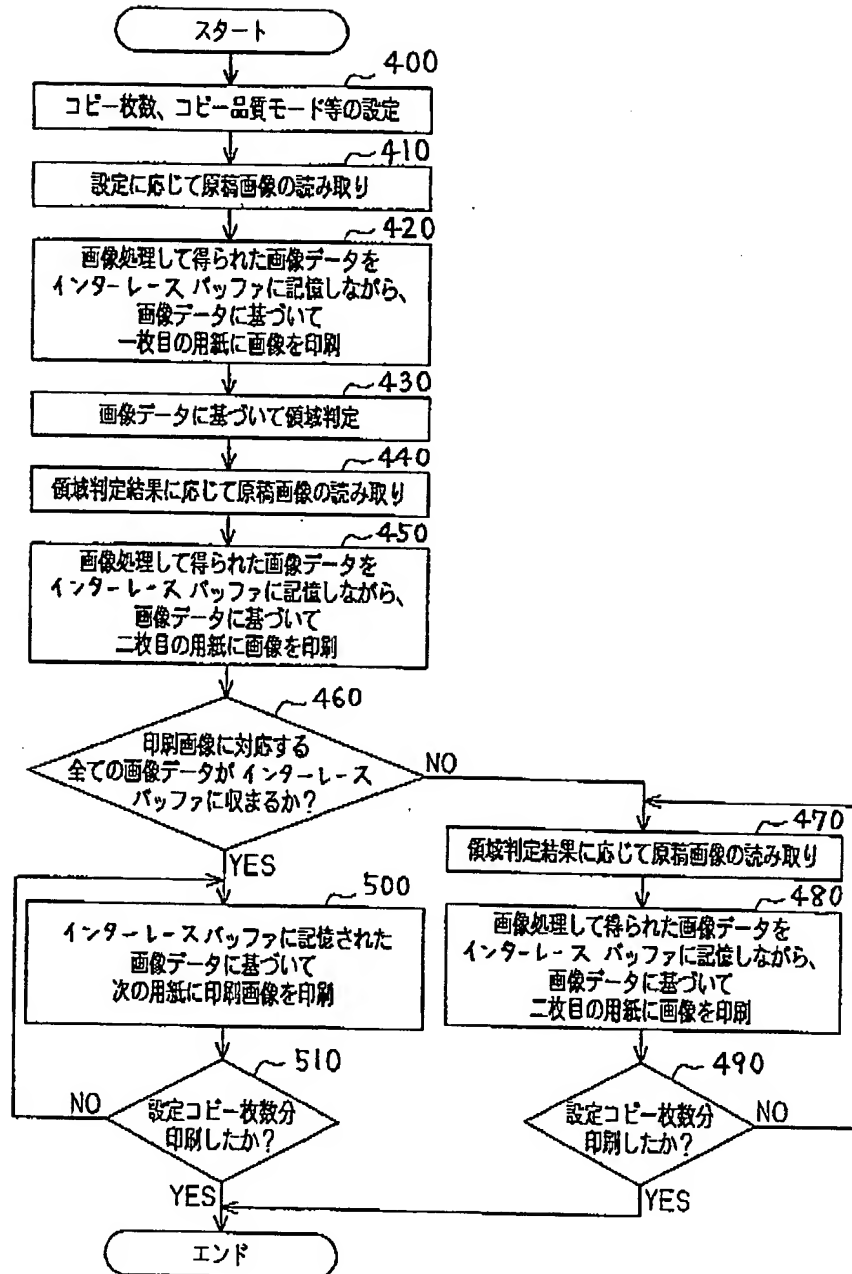 スタート
400
コピー枚数、コピー品質モード等の設定
410
設定に応じて原稿画像の読み取り
420
画像処理して得られた画像データを
インターレース バッファに記憶しながら、
画像データに基づいて
一枚目の用紙に画像を印刷
430
画像データに基づいて領域判定
440
領域判定結果に応じて原稿画像の読み取り
450
画像処理して得られた画像データを
インターレース バッファに記憶しながら、
画像データに基づいて
二枚目の用紙に画像を印刷
460
印刷画像に対応する
全ての画像データが インターレース
バッファに収まるか?
NO
YES
470
領域判定結果に応じて原稿画像の読み取り
480
画像処理して得られた画像データを
インターレース バッファに記憶しながら、
画像データに基づいて
二枚目の用紙に画像を印刷
490
設定コピー枚数分
印刷したか?
NO
YES
500
インターレースバッファに記憶された
画像データに基づいて
次の用紙に印刷画像を印刷
510
設定コピー枚数分
印刷したか?
NO
YES
エンド